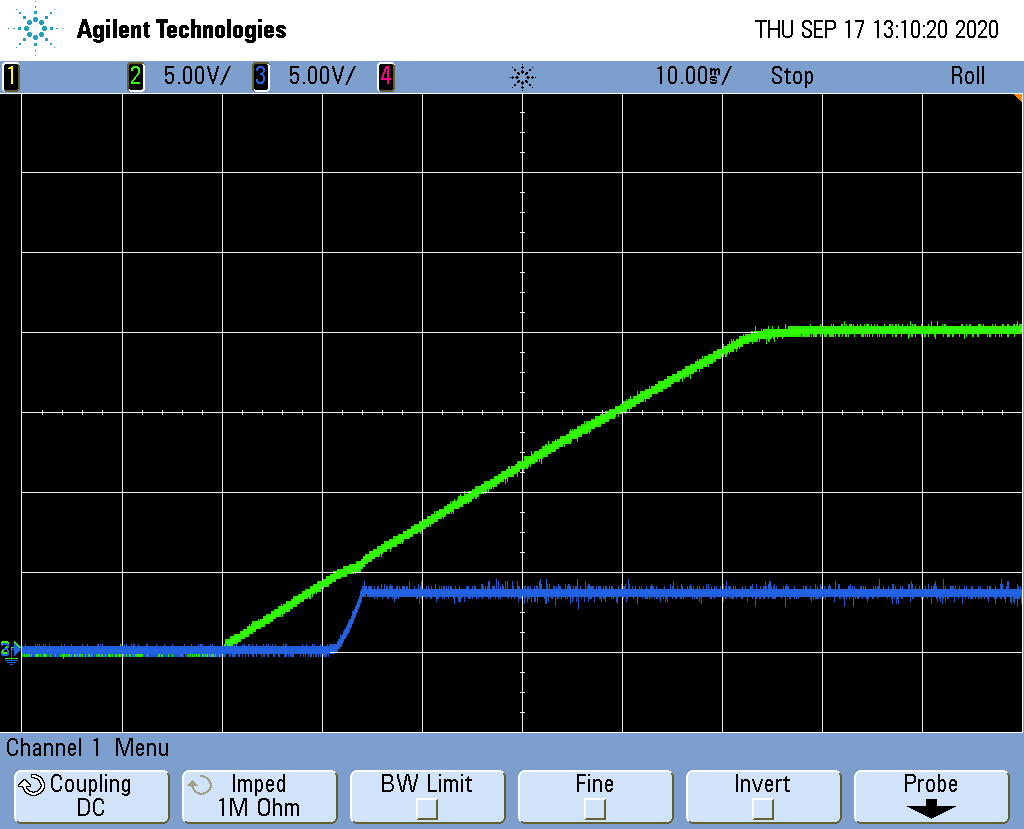 Agilent Technologies THU SEP 17 13:10:20 2020
1 2 5.00V/ 3 5.00V/ 4 10.00ms/ Stop Roll
Channel 1 Menu
Coupling Imped BW Limit Fine Invert Probe
DC 1M Ohm